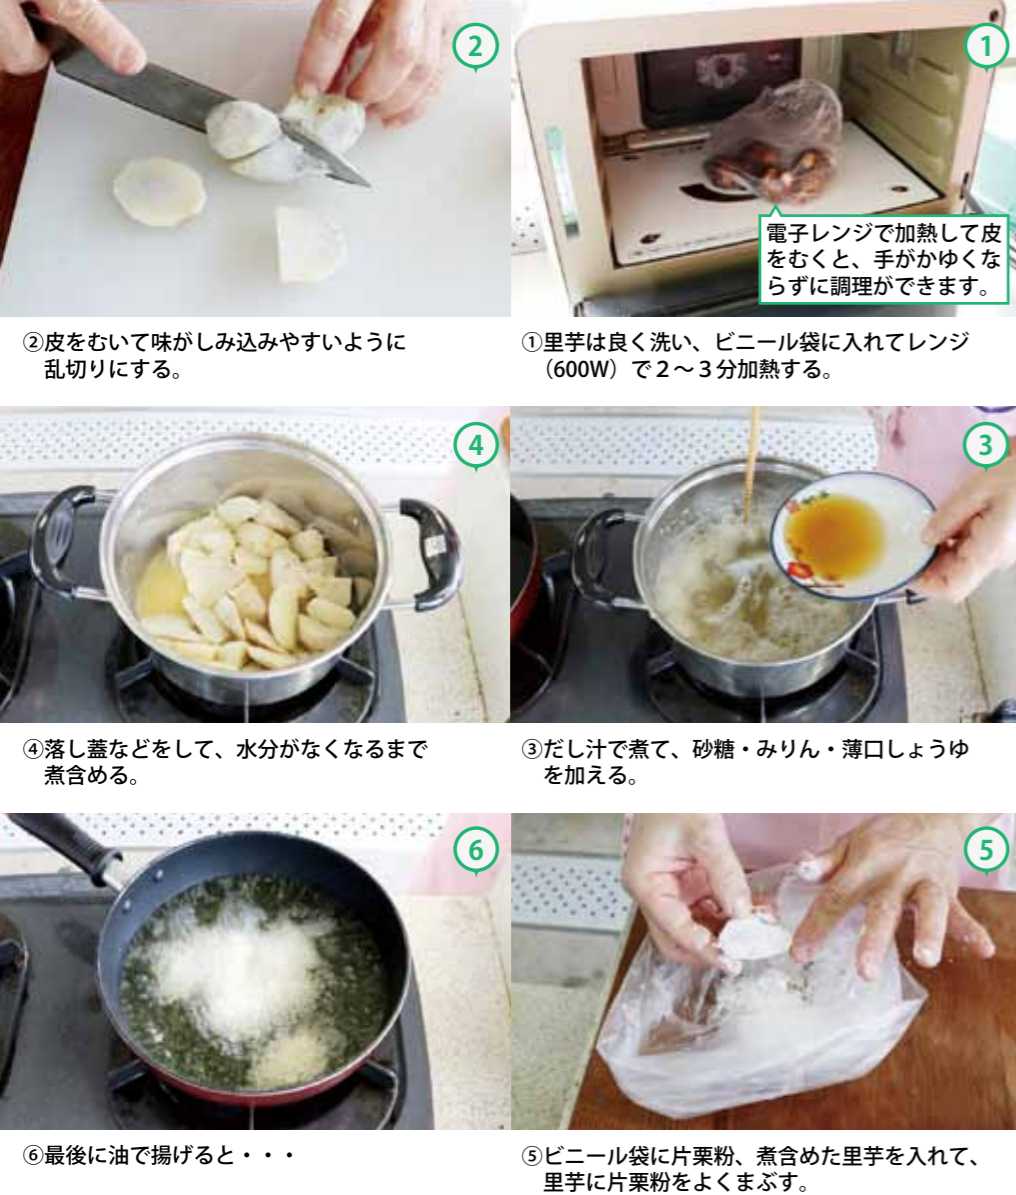 ①
電子レンジで加熱して皮
をむくと、手がかゆくな
らずに調理ができます。
①里芋は良く洗い、ビニール袋に入れてレンジ
（600W）で２～３分加熱する。
②
②皮をむいて味がしみ込みやすいように
乱切りにする。
③
③だし汁で煮て、砂糖・みりん・薄口しょうゆ
を加える。
④
④落し蓋などをして、水分がなくなるまで
煮含める。
⑤
⑤ビニール袋に片栗粉、煮含めた里芋を入れて、
里芋に片栗粉をよくまぶす。
⑥
⑥最後に油で揚げると・・・